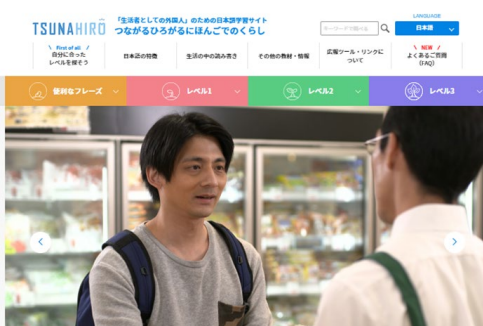 TSUNAHIRO
「生活者としての外国人」のための日本語学習サイト
つながるひろがるにほんごでのくらし
LANGUAGE
日本語
First of all
自分に合った
レベルを探そう
日本語の特徴
生活の中の読み書き
その他の教材・情報
広報ツール・リンクに
ついて
NEW
よくあるご質問
(FAQ)
便利なフレーズ
レベル1
レベル2
レベル3